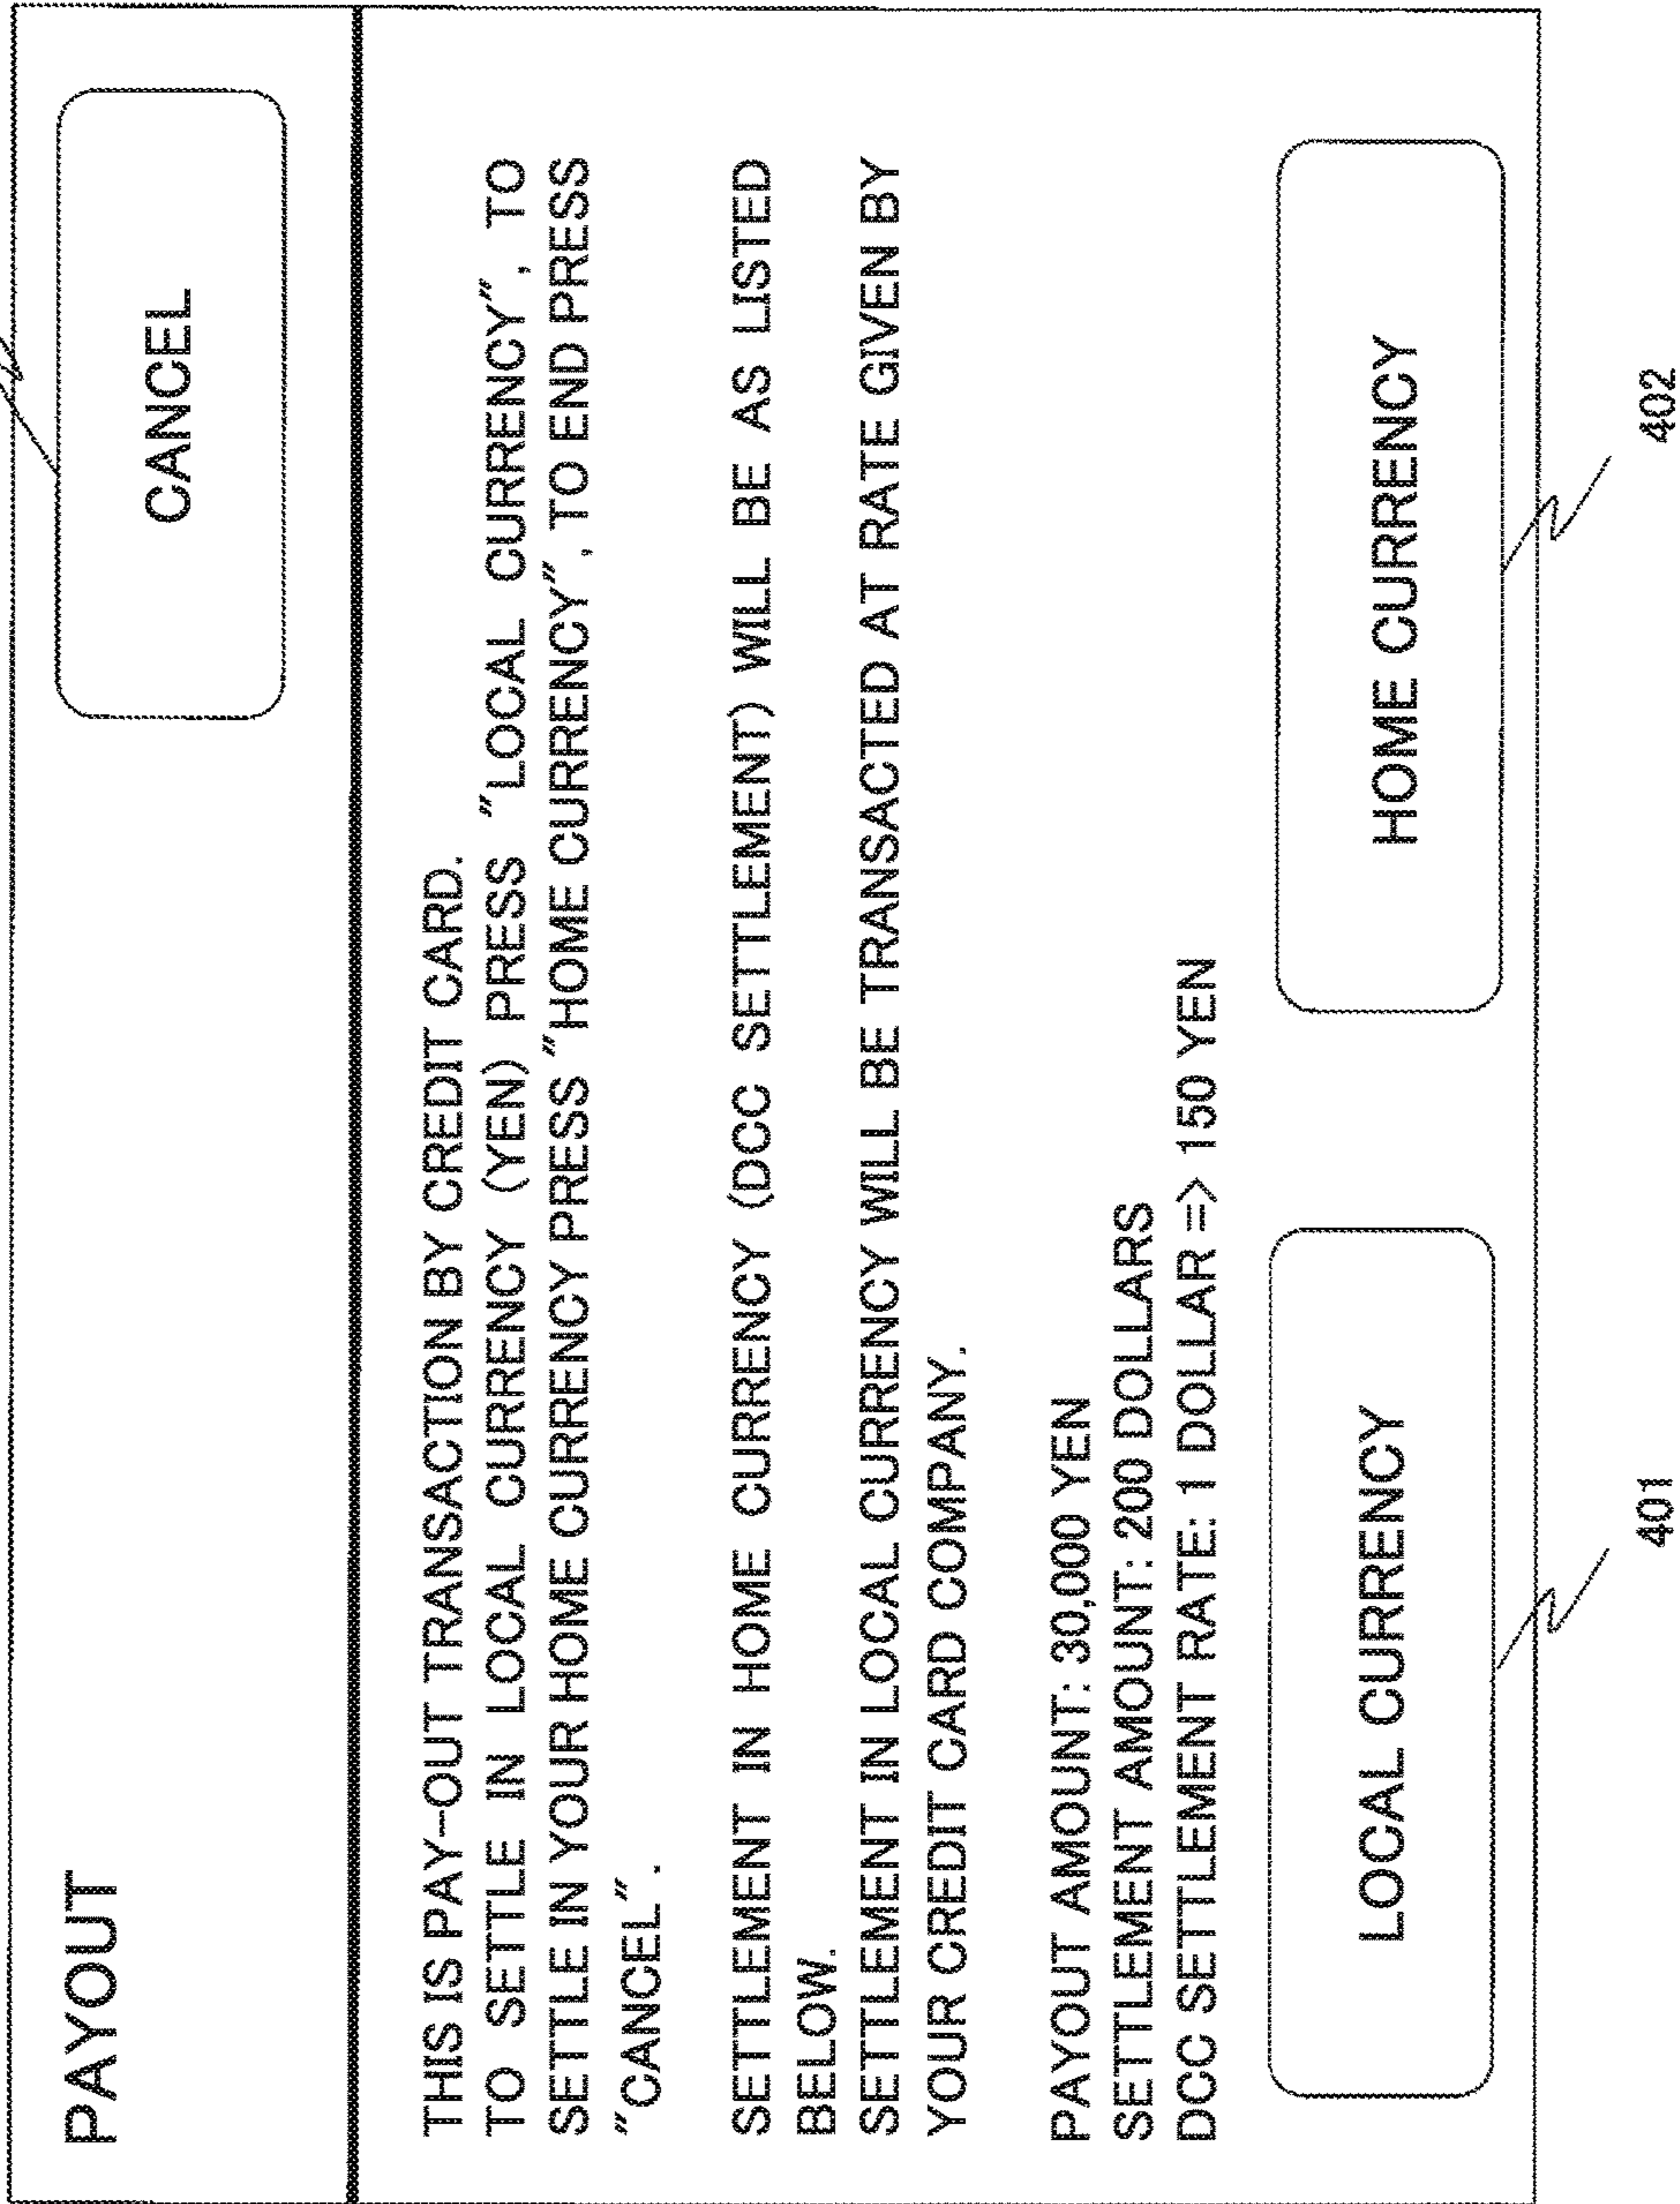 PAYOUT
CANCEL
THIS IS PAY-OUT TRANSACTION BY CREDIT CARD.
TO SETTLE IN LOCAL CURRENCY (YEN) PRESS "LOCAL CURRENCY", TO
SETTLE IN YOUR HOME CURRENCY PRESS "HOME CURRENCY", TO END PRESS
"CANCEL".
SETTLEMENT IN HOME CURRENCY (DCC SETTLEMENT) WILL BE AS LISTED
BELOW.
SETTLEMENT IN LOCAL CURRENCY WILL BE TRANSACTED AT RATE GIVEN BY
YOUR CREDIT CARD COMPANY.
PAYOUT AMOUNT: 30,000 YEN
SETTLEMENT AMOUNT: 200 DOLLARS
DCC SETTLEMENT RATE: 1 DOLLAR => 150 YEN
LOCAL CURRENCY
HOME CURRENCY
401
402